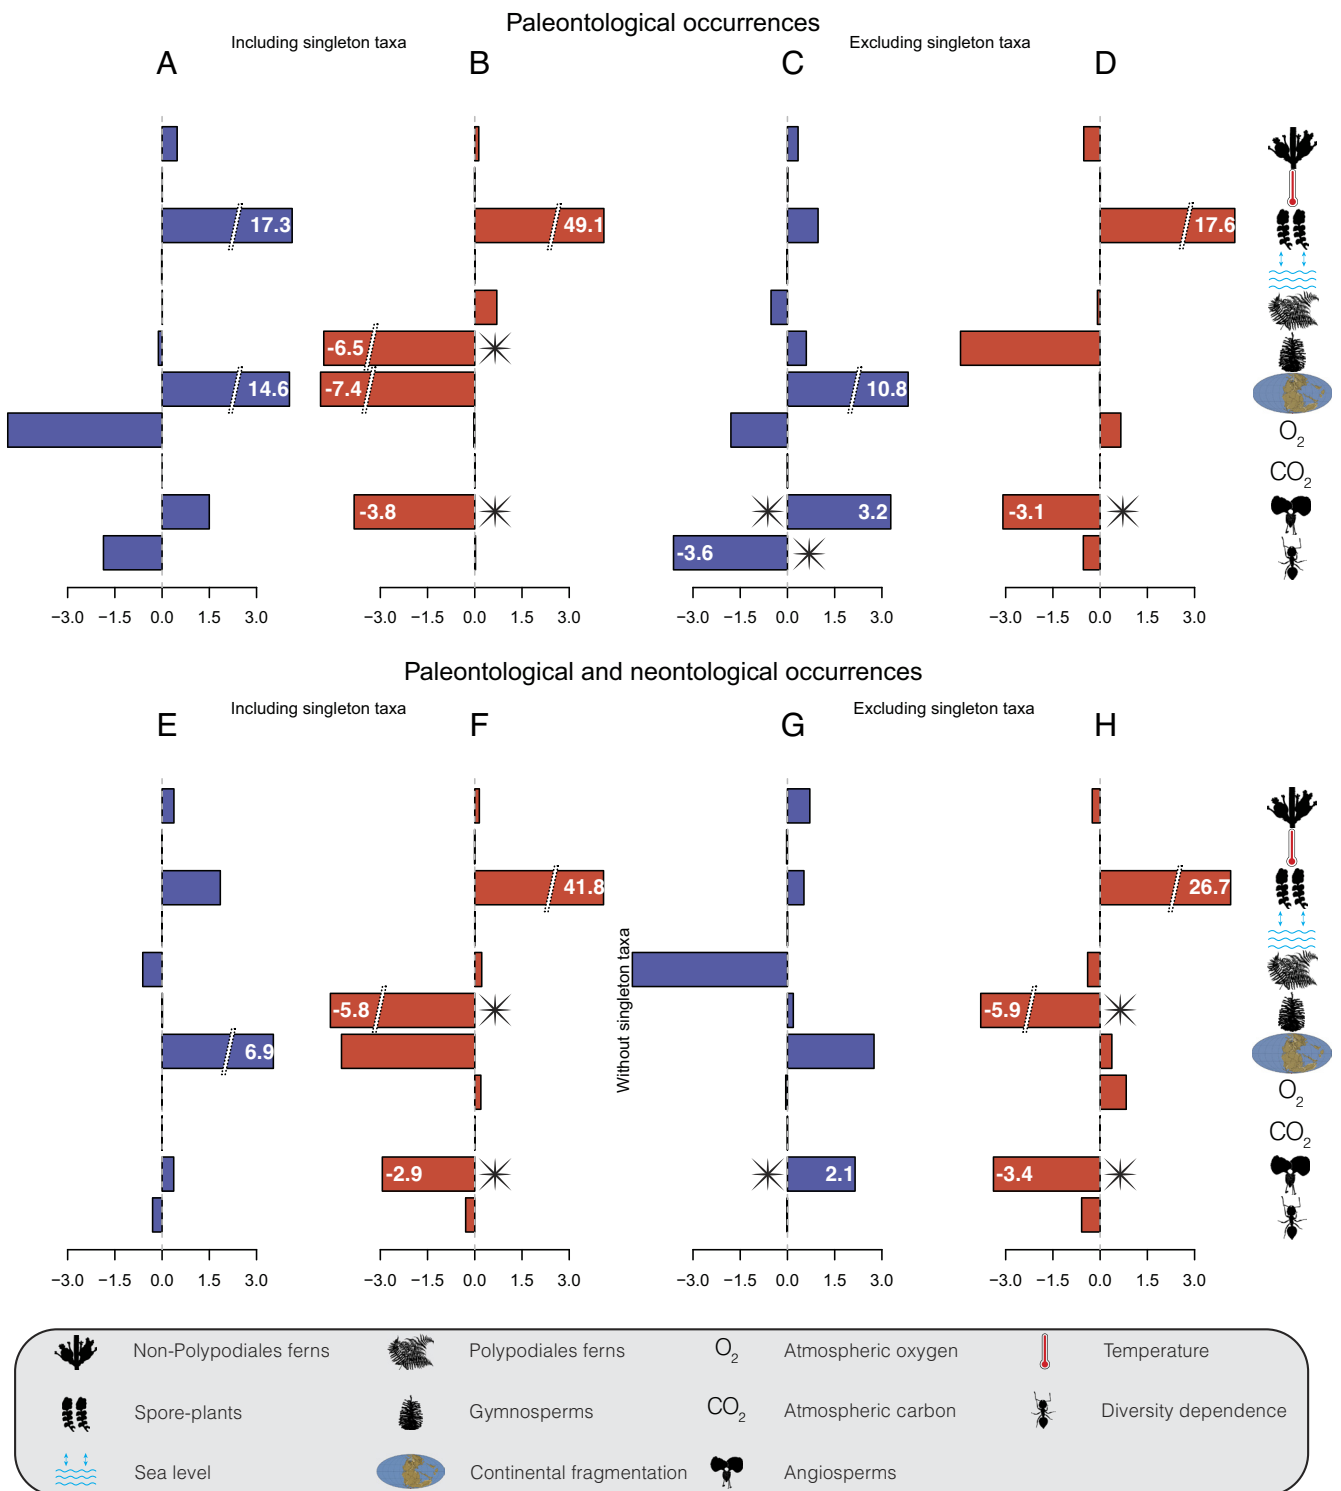 Paleontological occurrences
Including singleton taxa
Excluding singleton taxa
A B C D
17.3 49.1 17.6
-6.5
14.6 -7.4 10.8
O2
CO2
-3.8 3.2 -3.1
-3.6
−3.0 −1.5 0.0 1.5 3.0 −3.0 −1.5 0.0 1.5 3.0 −3.0 −1.5 0.0 1.5 3.0 −3.0 −1.5 0.0 1.5 3.0
Paleontological and neontological occurrences
Including singleton taxa
Excluding singleton taxa
E F G H
41.8 26.7
Without singleton taxa
-5.8 -5.9
6.9
O2
CO2
-2.9 2.1 -3.4
−3.0 −1.5 0.0 1.5 3.0 −3.0 −1.5 0.0 1.5 3.0 −3.0 −1.5 0.0 1.5 3.0 −3.0 −1.5 0.0 1.5 3.0
Non-Polypodiales ferns Polypodiales ferns O2 Atmospheric oxygen Temperature
Spore-plants Gymnosperms CO2 Atmospheric carbon Diversity dependence
Sea level Continental fragmentation Angiosperms